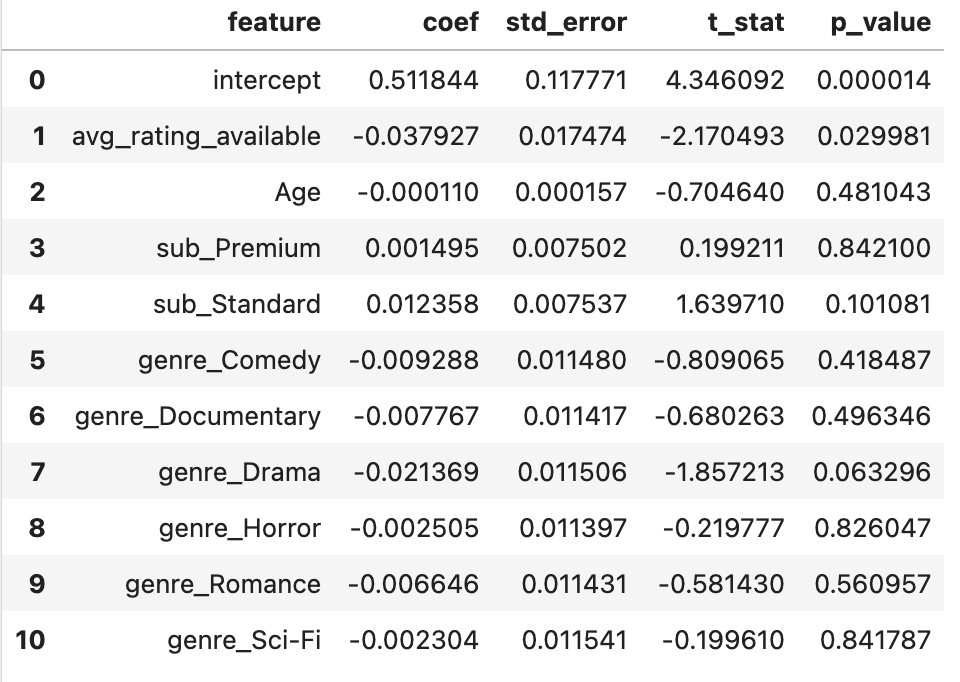 feature coef std_error t_stat p_value
0 intercept 0.511844 0.117771 4.346092 0.000014
1 avg_rating_available -0.037927 0.017474 -2.170493 0.029981
2 Age -0.000110 0.000157 -0.704640 0.481043
3 sub_Premium 0.001495 0.007502 0.199211 0.842100
4 sub_Standard 0.012358 0.007537 1.639710 0.101081
5 genre_Comedy -0.009288 0.011480 -0.809065 0.418487
6 genre_Documentary -0.007767 0.011417 -0.680263 0.496346
7 genre_Drama -0.021369 0.011506 -1.857213 0.063296
8 genre_Horror -0.002505 0.011397 -0.219777 0.826047
9 genre_Romance -0.006646 0.011431 -0.581430 0.560957
10 genre_Sci-Fi -0.002304 0.011541 -0.199610 0.841787